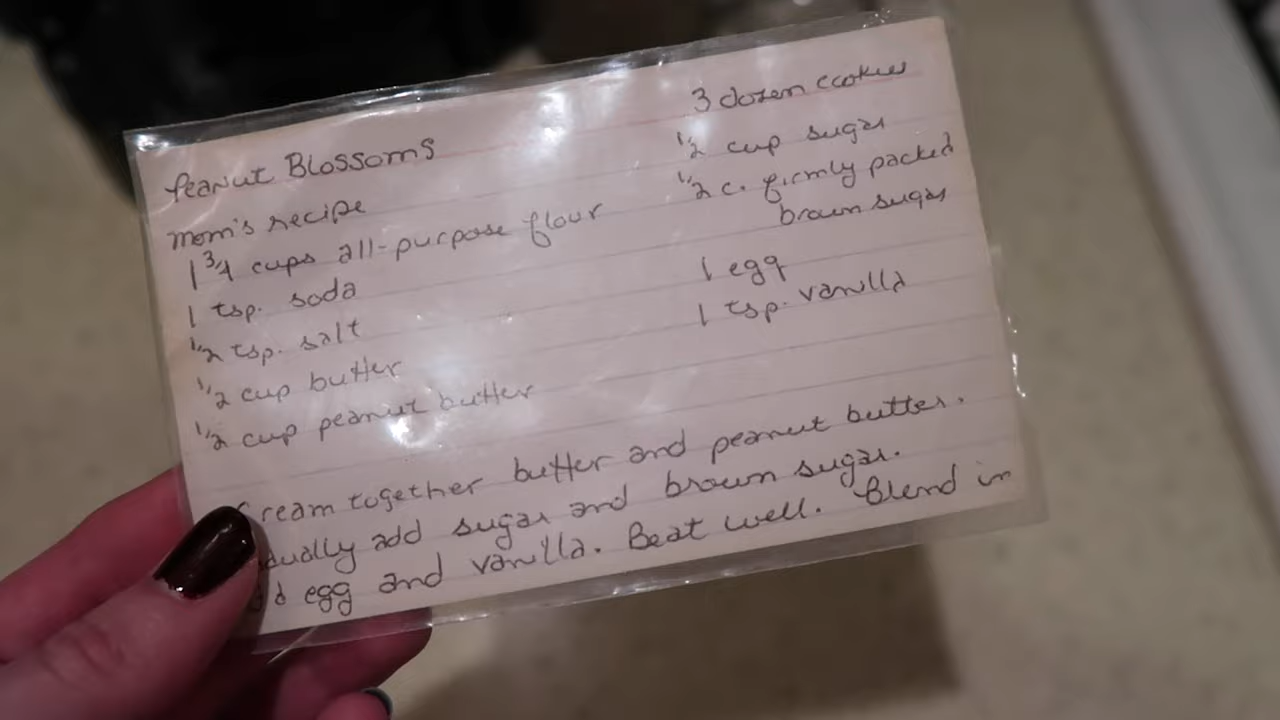 Peanut Blossoms
Mom's recipe
1 3/4 cups all-purpose flour
1 tsp. soda
1/2 tsp. salt
1/2 cup butter
1/2 cup peanut butter
3 dozen cookies
1/2 cup sugar
1/2 c. firmly packed
brown sugar
1 egg
1 tsp. vanilla
Cream together butter and peanut butter.
dually add sugar and brown sugar.
d egg and vanilla. Beat well. Blend in